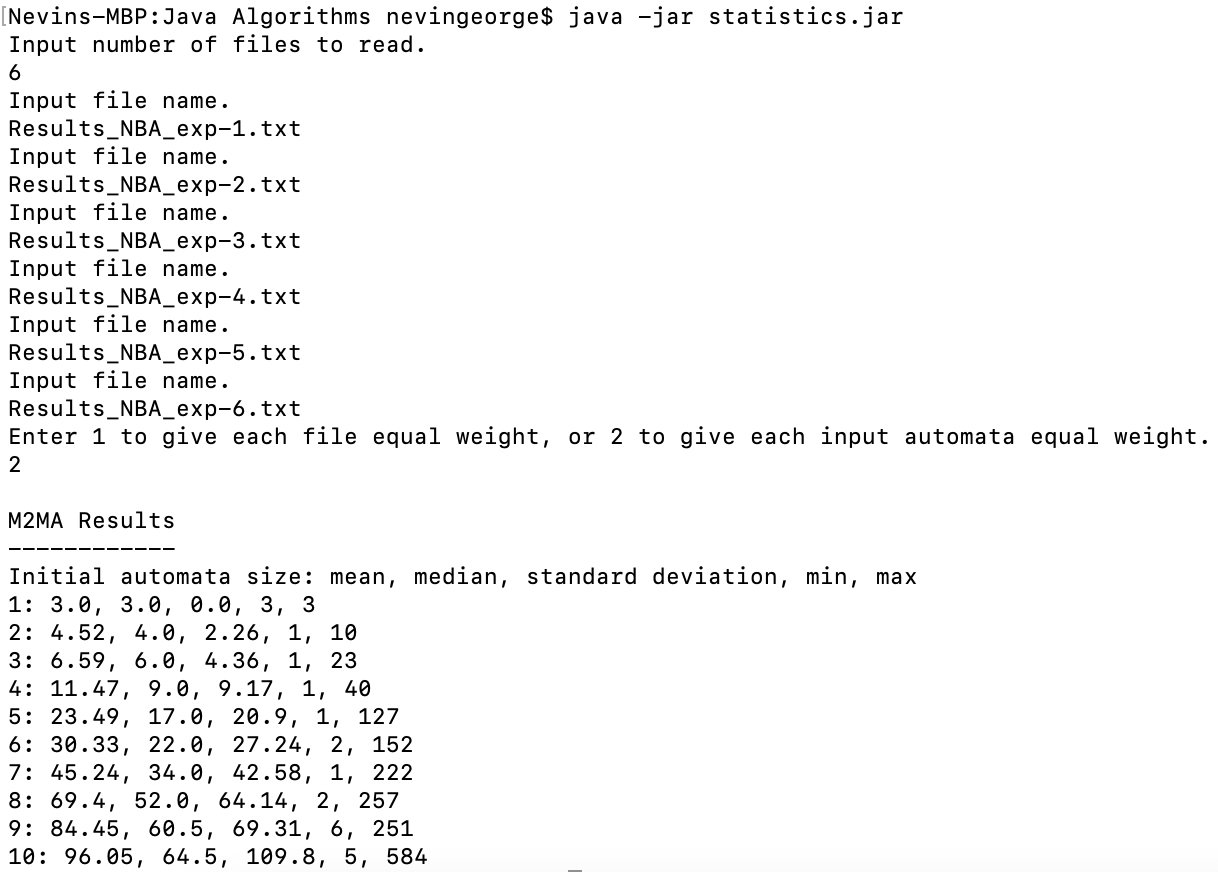 [Nevins-MBP:Java Algorithms nevingeorge$ java -jar statistics.jar
Input number of files to read.
6
Input file name.
Results_NBA_exp-1.txt
Input file name.
Results_NBA_exp-2.txt
Input file name.
Results_NBA_exp-3.txt
Input file name.
Results_NBA_exp-4.txt
Input file name.
Results_NBA_exp-5.txt
Input file name.
Results_NBA_exp-6.txt
Enter 1 to give each file equal weight, or 2 to give each input automata equal weight.
2
M2MA Results
------------
Initial automata size: mean, median, standard deviation, min, max
1: 3.0, 3.0, 0.0, 3, 3
2: 4.52, 4.0, 2.26, 1, 10
3: 6.59, 6.0, 4.36, 1, 23
4: 11.47, 9.0, 9.17, 1, 40
5: 23.49, 17.0, 20.9, 1, 127
6: 30.33, 22.0, 27.24, 2, 152
7: 45.24, 34.0, 42.58, 1, 222
8: 69.4, 52.0, 64.14, 2, 257
9: 84.45, 60.5, 69.31, 6, 251
10: 96.05, 64.5, 109.8, 5, 584